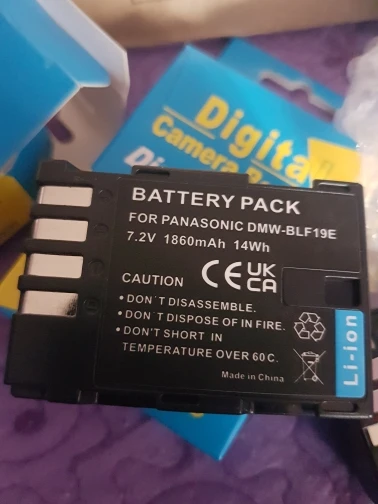 Digital
Camera
BATTERY PACK
FOR PANASONIC DMW-BLF19E
7.2V 1860mAh 14Wh
CAUTION CE UK CA
• DON'T DISASSEMBLE.
• DON'T DISPOSE OF IN FIRE.
• DON'T SHORT IN
TEMPERATURE OVER 60C.
Made in China
Li-ion